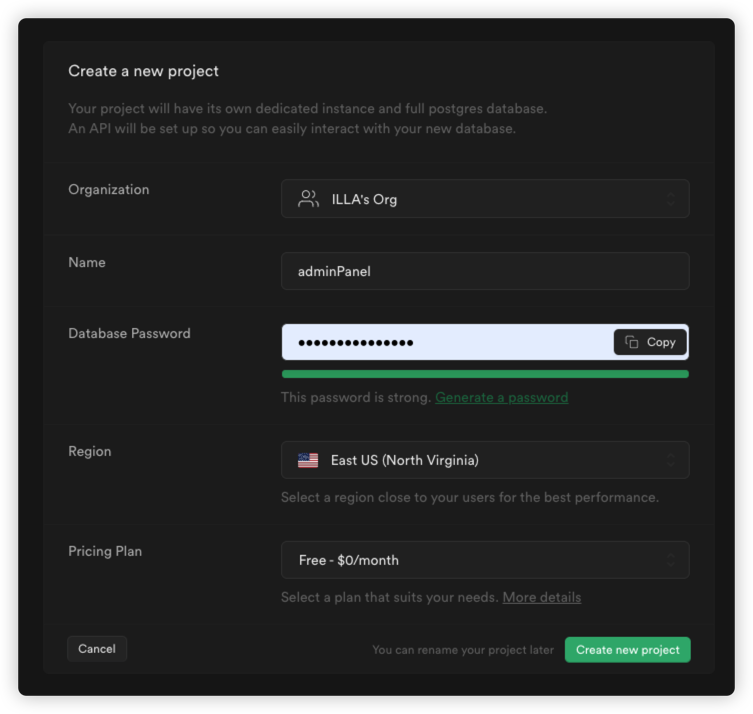 Create a new project
Your project will have its own dedicated instance and full postgres database.
An API will be set up so you can easily interact with your new database.
Organization
ILLA's Org
Name
adminPanel
Database Password
•••••••••••••••
Copy
This password is strong. Generate a password
Region
East US (North Virginia)
Select a region close to your users for the best performance.
Pricing Plan
Free - $0/month
Select a plan that suits your needs. More details
Cancel
You can rename your project later
Create new project